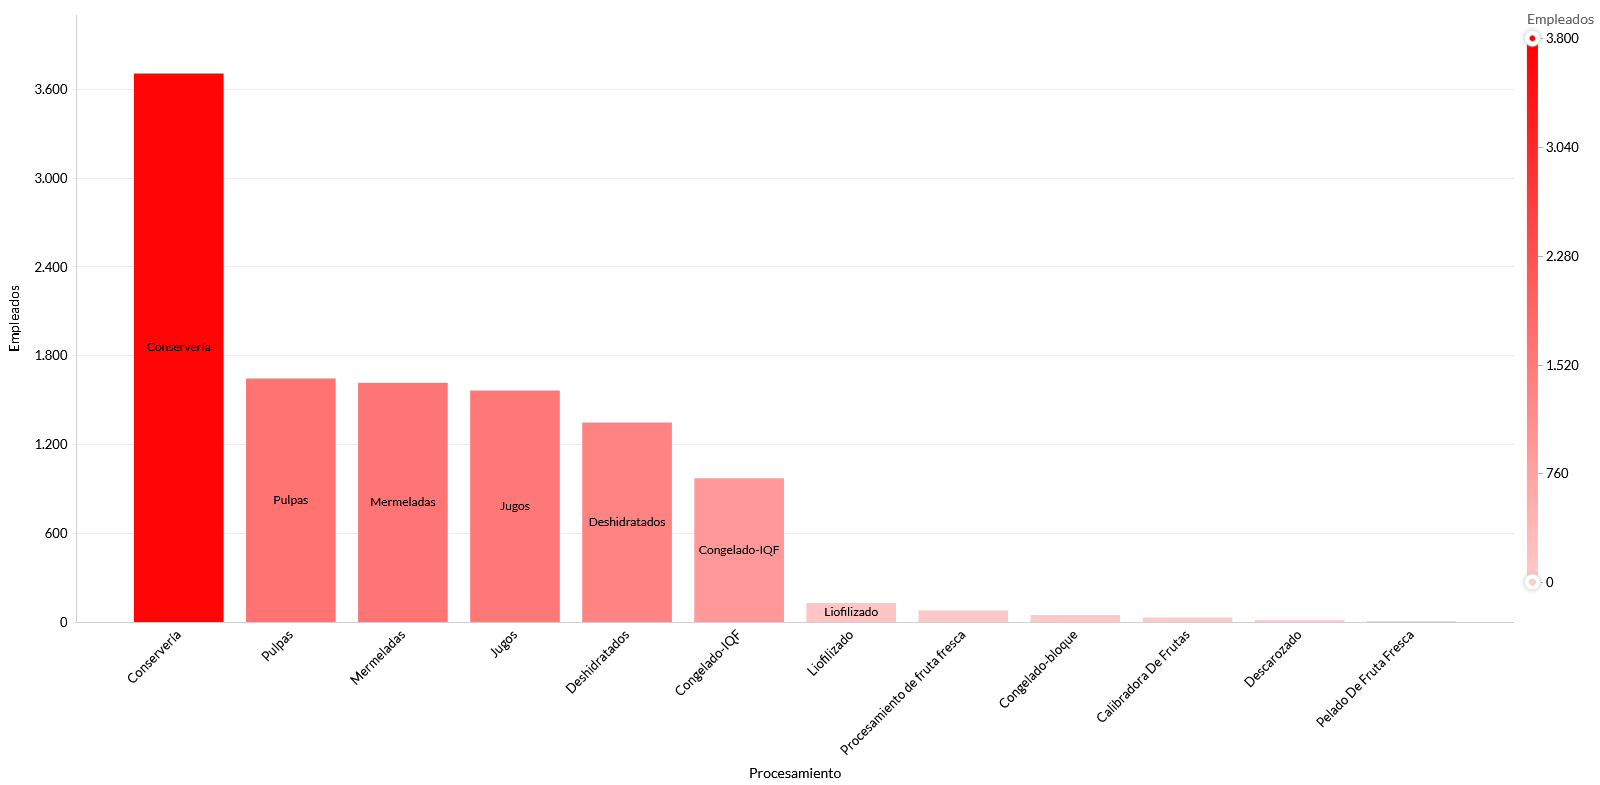 Empleados
3.800
3.040
2.280
1.520
760
0
Empleados
3.600
3.000
2.400
1.800
1.200
600
0
Conservería
Pulpas
Mermeladas
Jugos
Deshidratados
Congelado-IQF
Liofilizado
Conservería
Pulpas
Mermeladas
Jugos
Deshidratados
Congelado-IQF
Liofilizado
Procesamiento de fruta fresca
Congelado-bloque
Calibradora De Frutas
Descarozado
Pelado De Fruta Fresca
Procesamiento